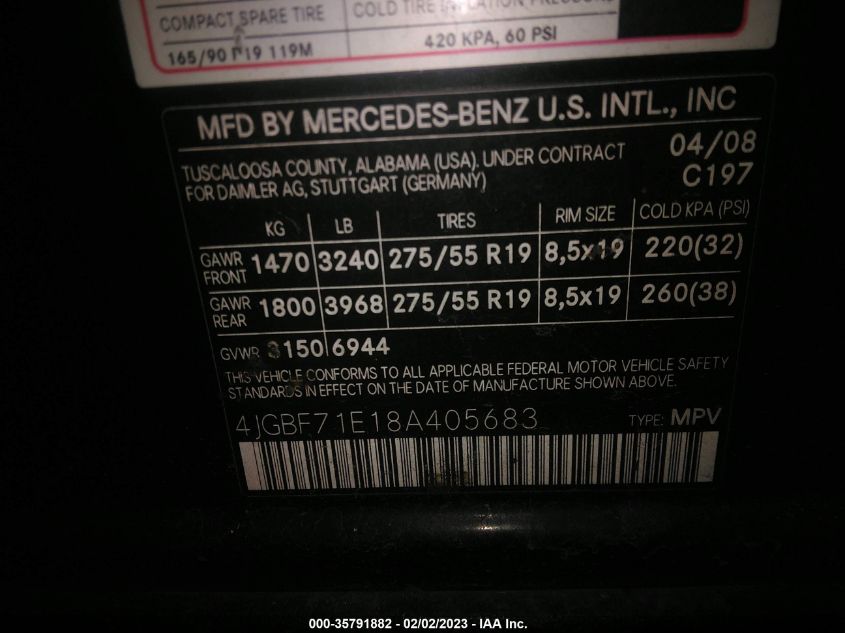 COMPACT SPARE TIRE COLD TIRE INFLATION PRESSURE
165/90 R19 119M 420 KPA, 60 PSI
MFD BY MERCEDES-BENZ U.S. INTL., INC
TUSCALOOSA COUNTY, ALABAMA (USA). UNDER CONTRACT 04/08
FOR DAIMLER AG, STUTTGART (GERMANY) C197
KG LB TIRES RIM SIZE COLD KPA (PSI)
GAWR FRONT 1470 3240 275/55 R19 8,5x19 220(32)
GAWR REAR 1800 3968 275/55 R19 8,5x19 260(38)
GVWR 3150 6944
THIS VEHICLE CONFORMS TO ALL APPLICABLE FEDERAL MOTOR VEHICLE SAFETY
STANDARDS IN EFFECT ON THE DATE OF MANUFACTURE SHOWN ABOVE.
4JGBF71E18A405683 TYPE: MPV
000-35791882 - 02/02/2023 - IAA Inc.